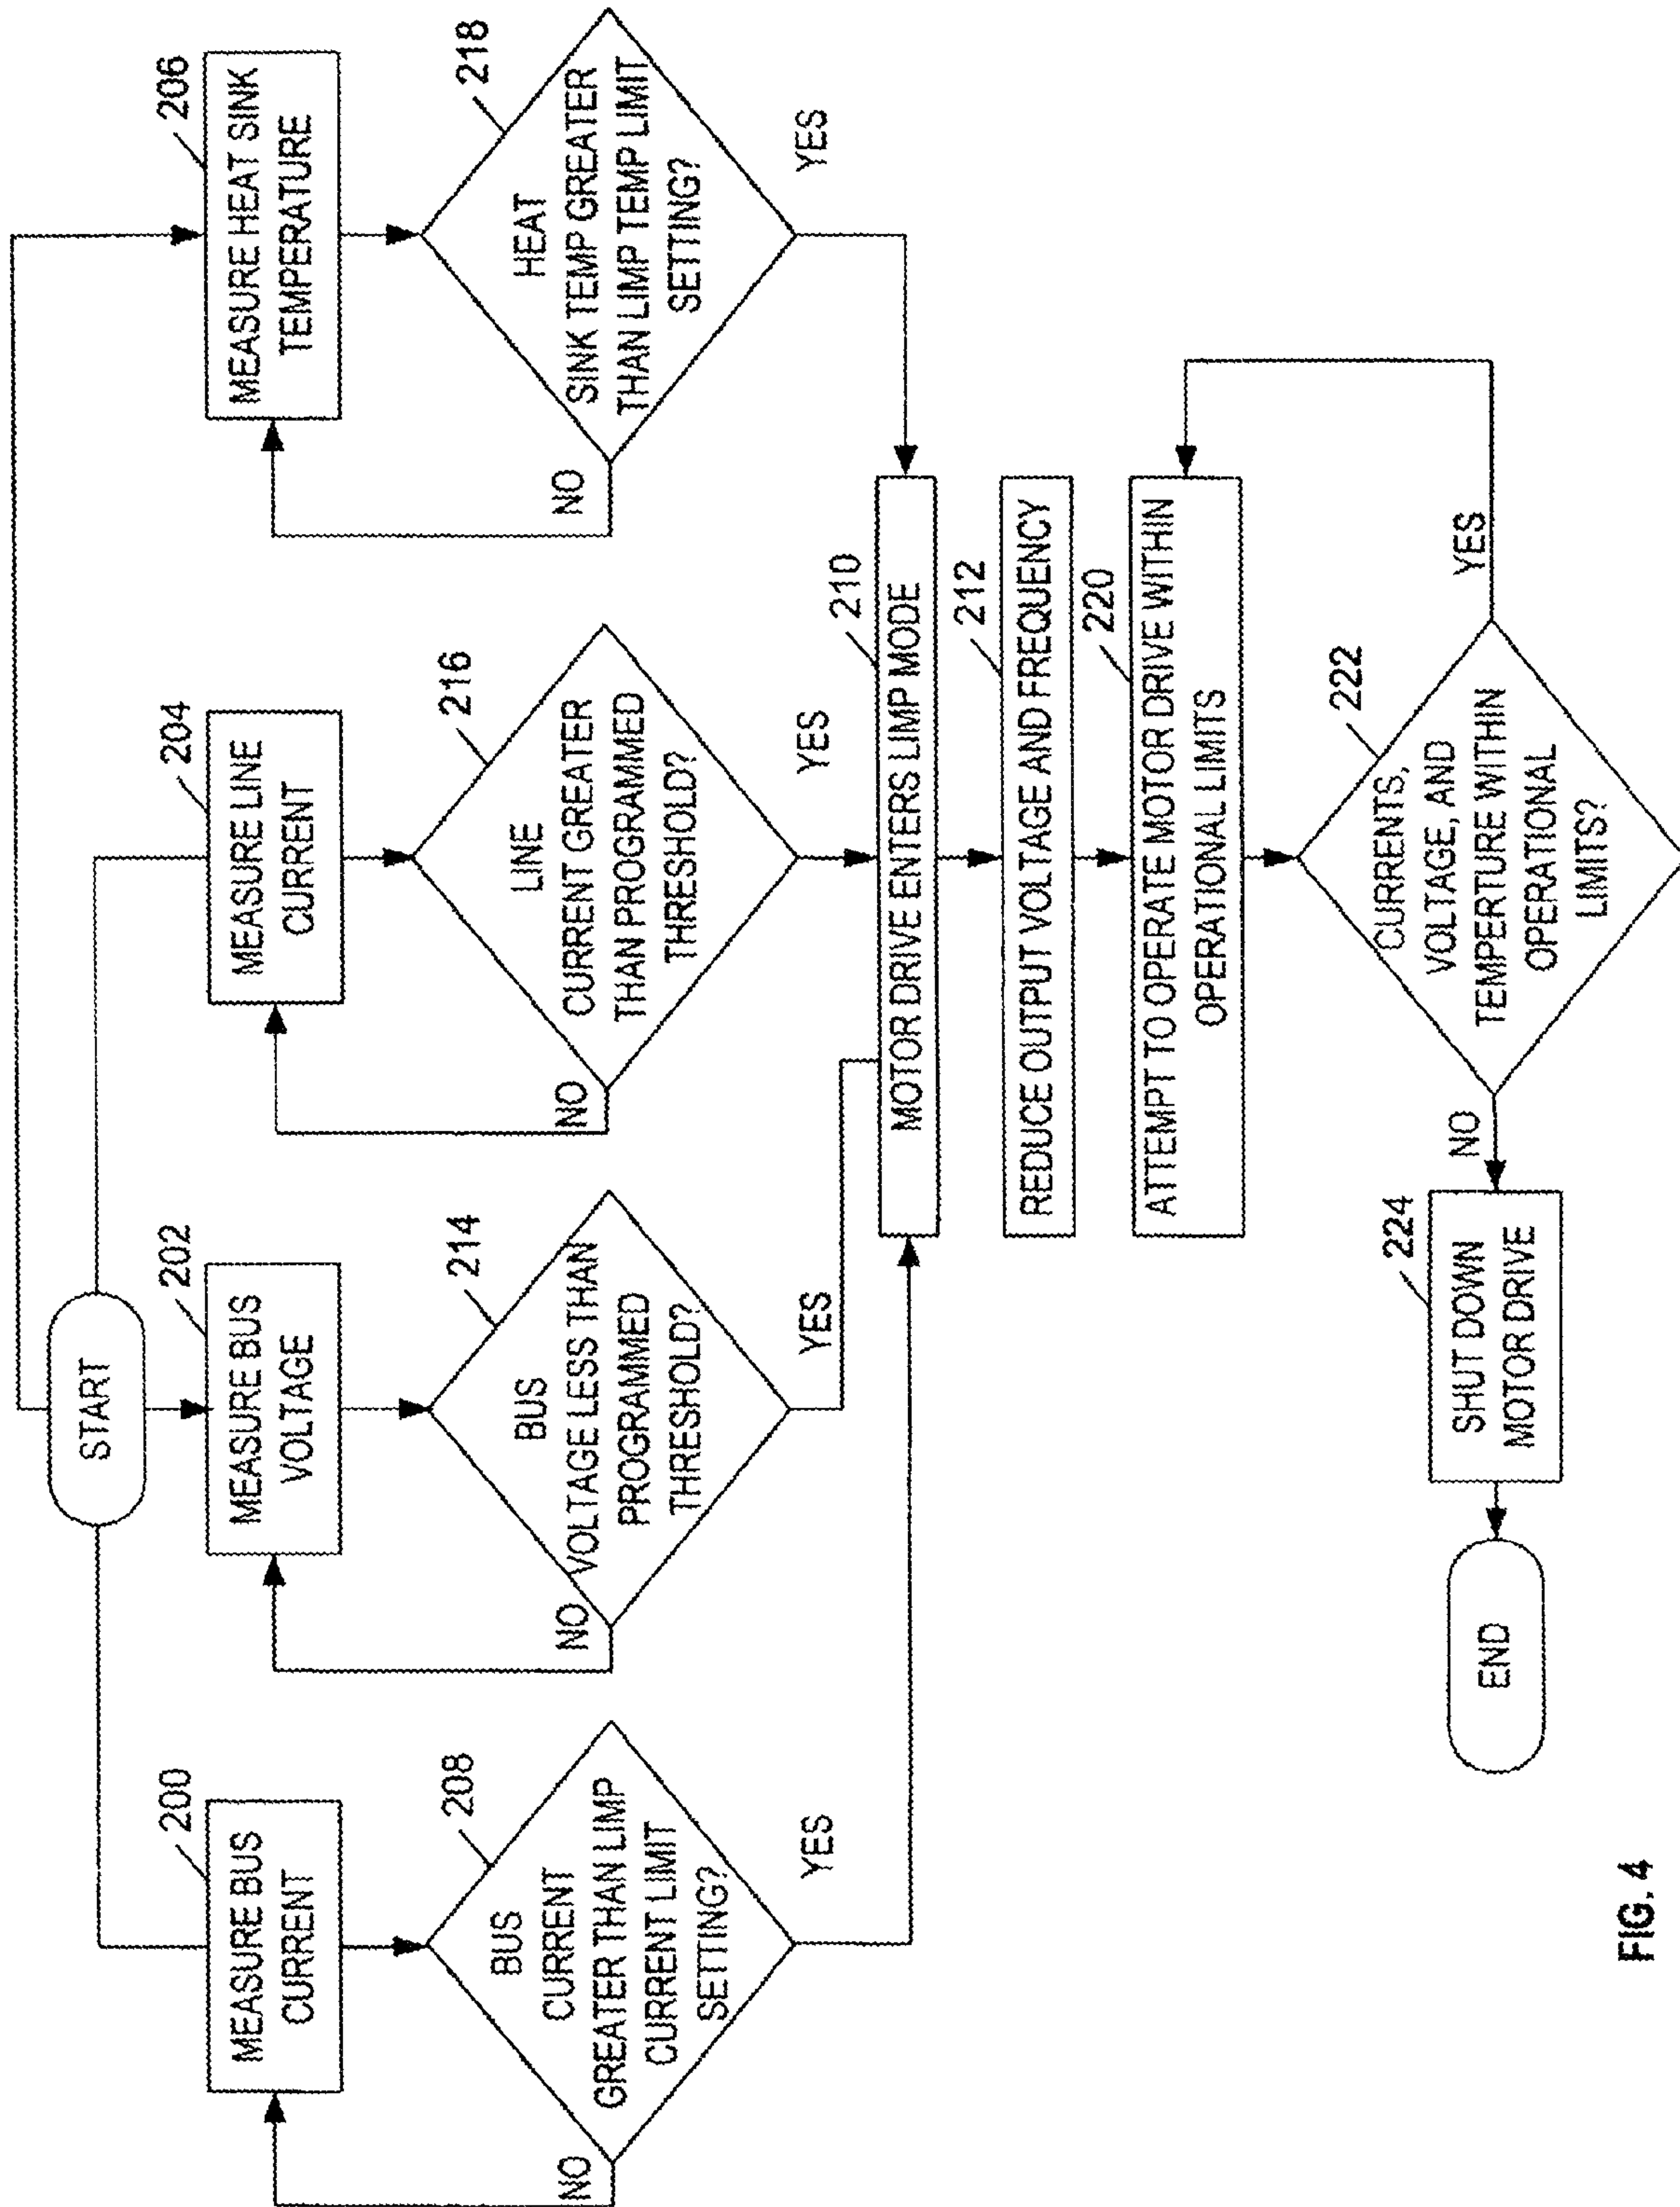 START
200
MEASURE BUS
CURRENT
202
MEASURE BUS
VOLTAGE
204
MEASURE LINE
CURRENT
206
MEASURE HEAT SINK
TEMPERATURE
208
BUS
CURRENT
GREATER THAN LIMP
CURRENT LIMIT
SETTING?
NO
YES
214
BUS
VOLTAGE LESS THAN
PROGRAMMED
THRESHOLD?
NO
YES
216
LINE
CURRENT GREATER
THAN PROGRAMMED
THRESHOLD?
NO
YES
218
HEAT
SINK TEMP GREATER
THAN LIMP TEMP LIMIT
SETTING?
NO
YES
210
MOTOR DRIVE ENTERS LIMP MODE
212
REDUCE OUTPUT VOLTAGE AND FREQUENCY
220
ATTEMPT TO OPERATE MOTOR DRIVE WITHIN
OPERATIONAL LIMITS
222
CURRENTS,
VOLTAGE, AND
TEMPERTURE WITHIN
OPERATIONAL
LIMITS?
YES
NO
224
SHUT DOWN
MOTOR DRIVE
END
FIG. 4